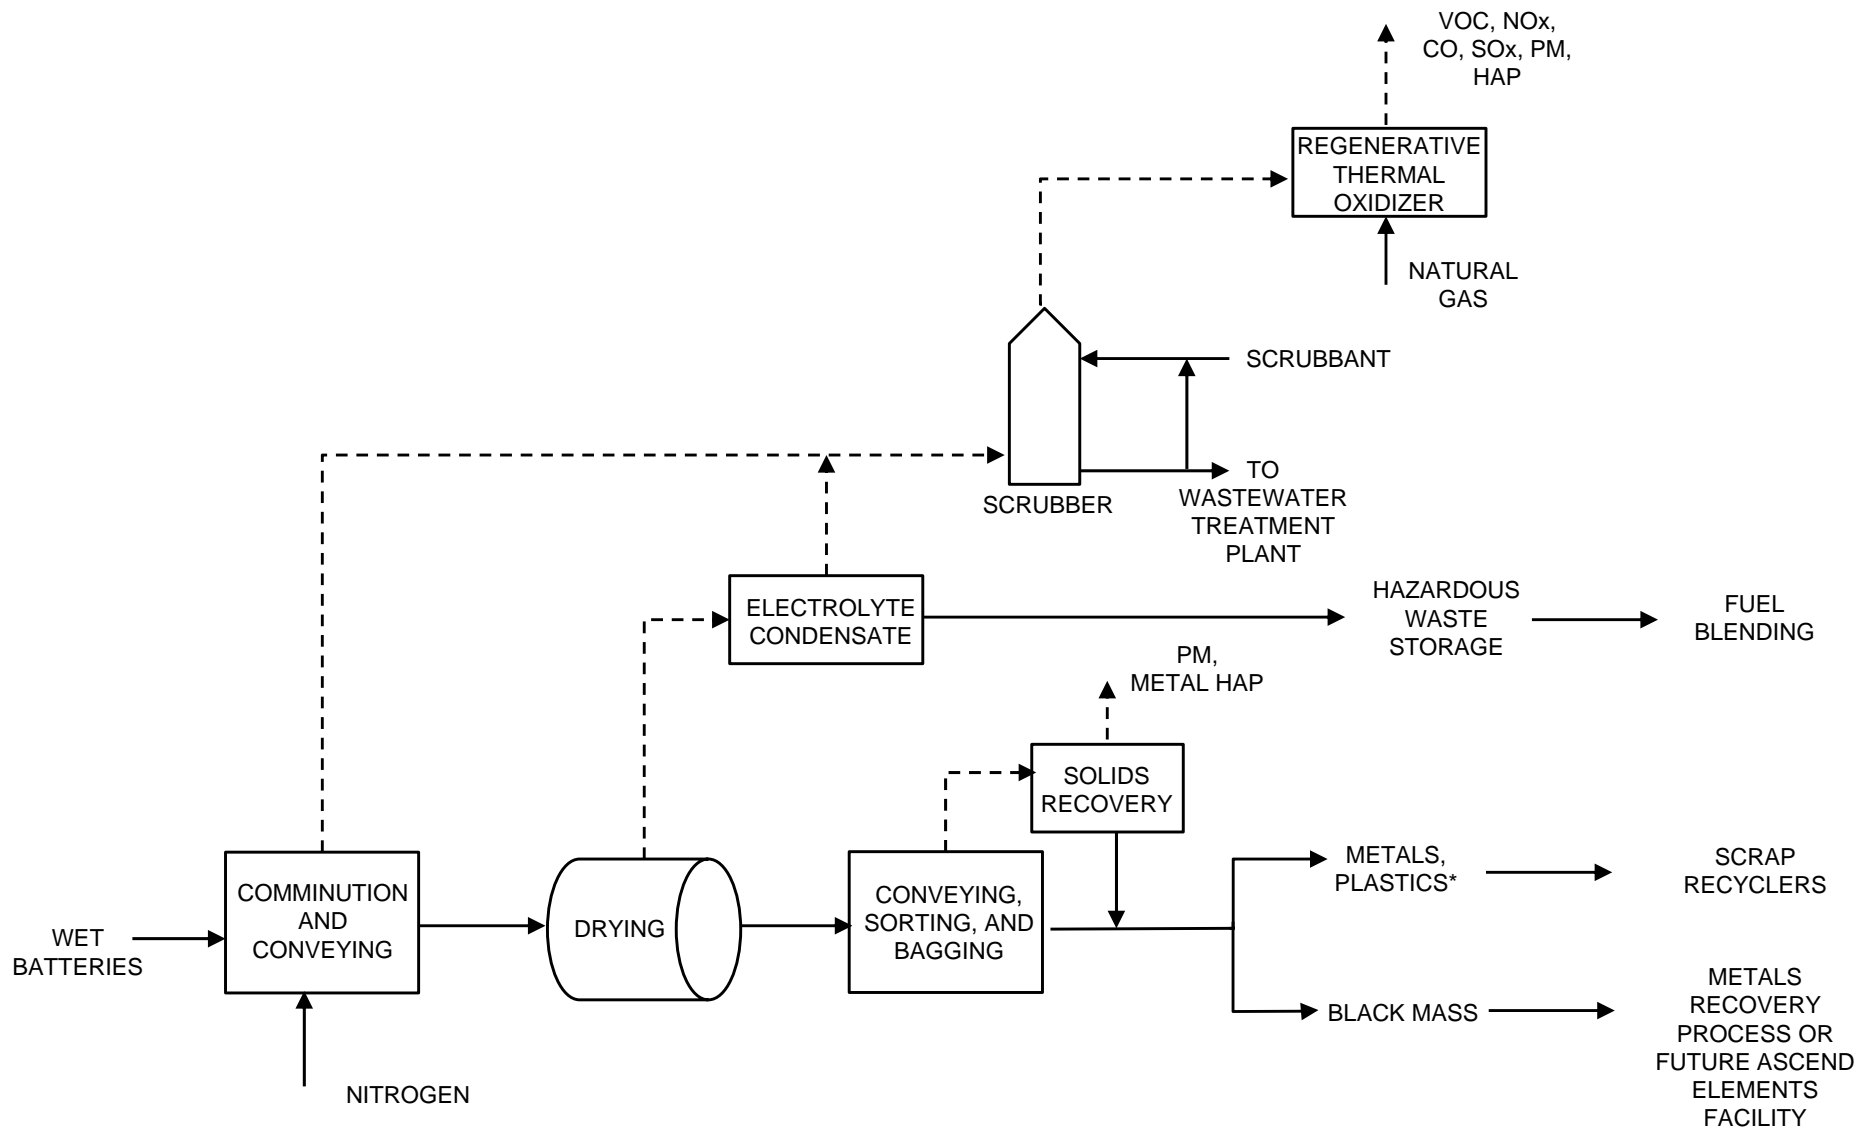 VOC, NOx,
CO, SOx, PM,
HAP
REGENERATIVE
THERMAL
OXIDIZER
NATURAL
GAS
SCRUBBANT
SCRUBBER
TO
WASTEWATER
TREATMENT
PLANT
ELECTROLYTE
CONDENSATE
HAZARDOUS
WASTE
STORAGE
FUEL
BLENDING
PM,
METAL HAP
SOLIDS
RECOVERY
WET
BATTERIES
COMMINUTION
AND
CONVEYING
NITROGEN
DRYING
CONVEYING,
SORTING, AND
BAGGING
METALS,
PLASTICS*
SCRAP
RECYCLERS
BLACK MASS
METALS
RECOVERY
PROCESS OR
FUTURE ASCEND
ELEMENTS
FACILITY